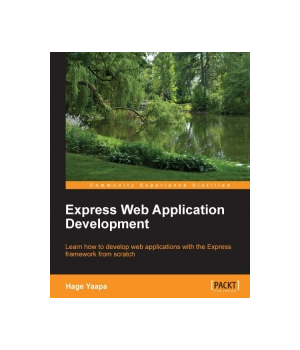 Community Experience Distilled
Express Web Application
Development
Learn how to develop web applications with the Express
framework from scratch
Hage Yaapa
PACKT